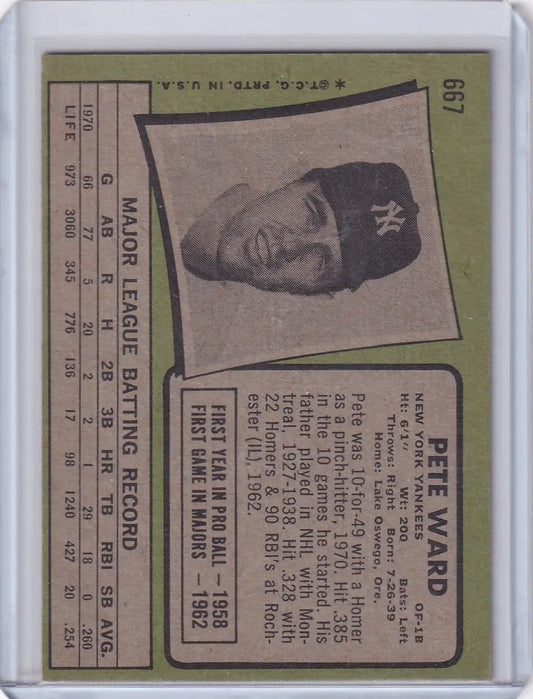 667
PETE WARD OF-1B
NEW YORK YANKEES
Ht: 6'1" Wt: 200 Bats: Left
Throws: Right Born: 7-26-39
Home: Lake Oswego, Ore.
Pete was 10-for-49 with a Homer
as a pinch-hitter, 1970. Hit .385
in the 10 games he started. His
father played in NHL with Mon-
treal, 1927-1938. Hit .328 with
22 Homers & 90 RBI's at Roch-
ester (IL), 1962.
FIRST YEAR IN PRO BALL — 1958
FIRST GAME IN MAJORS — 1962
NY
MAJOR LEAGUE BATTING RECORD
G AB R H 2B 3B HR TB RBI SB AVG.
1970 66 77 5 20 2 2 1 29 18 0 .260
LIFE 973 3060 345 776 136 17 98 1240 427 20 .254
* © T.C.G. PRTD. IN U.S.A.